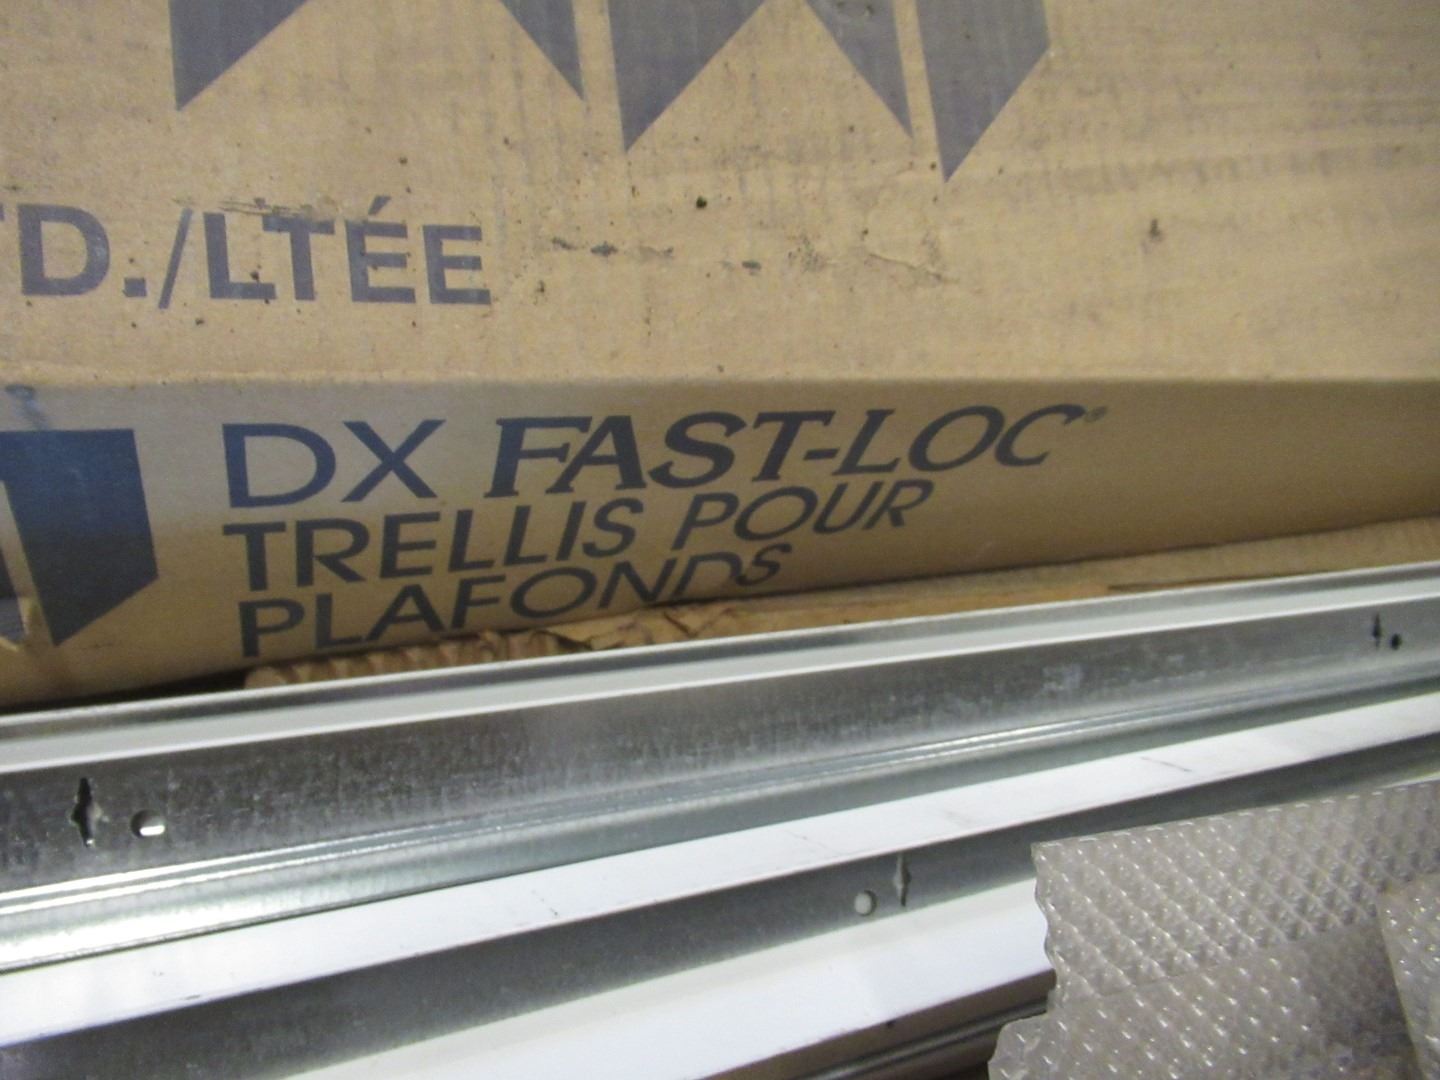 TD./LTÉE
DX FAST-LOC®
TRELLIS POUR
PLAFONDS